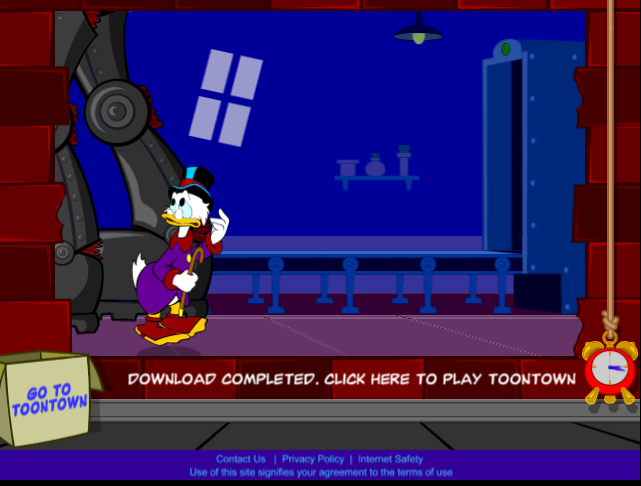 DOWNLOAD COMPLETED. CLICK HERE TO PLAY TOONTOWN
GO TO
TOONTOWN
Contact Us | Privacy Policy | Internet Safety
Use of this site signifies your agreement to the terms of use